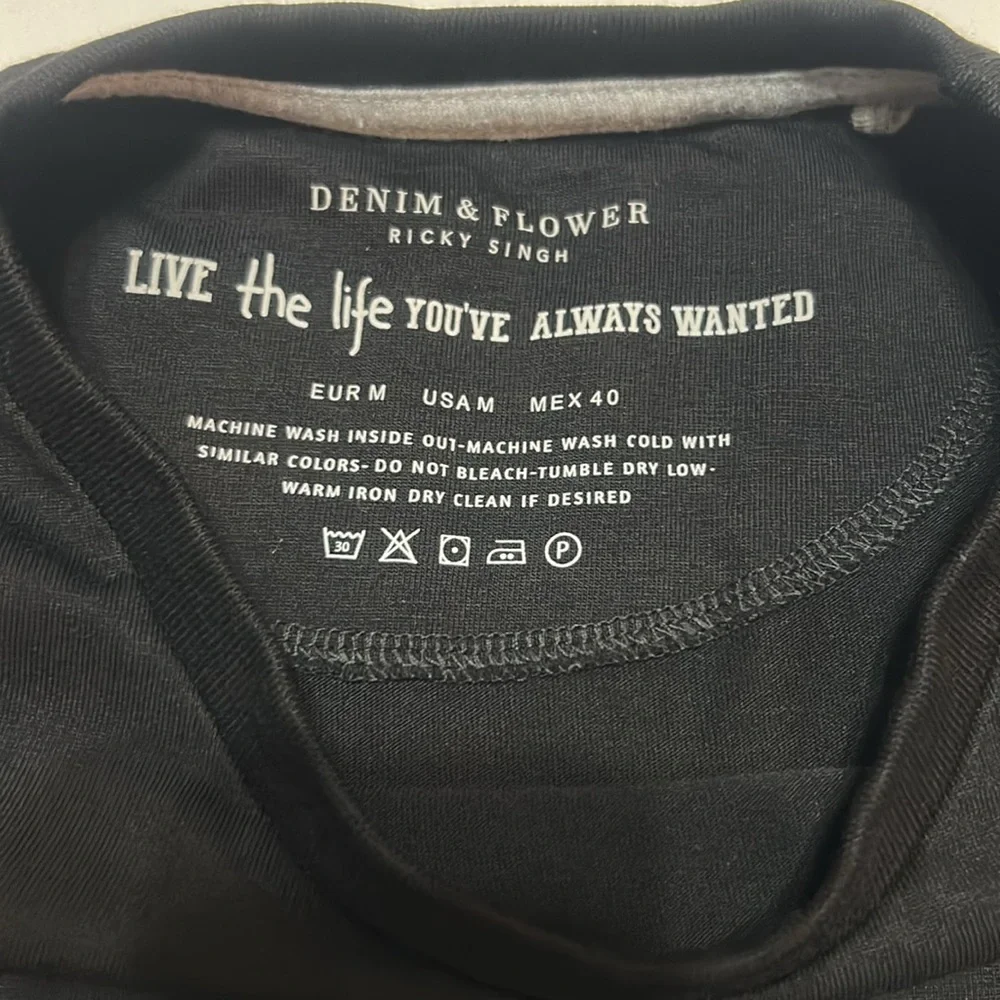 DENIM & FLOWER
RICKY SINGH
LIVE the life YOU'VE ALWAYS WANTED
EUR M USA M MEX 40
MACHINE WASH INSIDE OUT-MACHINE WASH COLD WITH
SIMILAR COLORS- DO NOT BLEACH-TUMBLE DRY LOW-
WARM IRON DRY CLEAN IF DESIRED
30 P